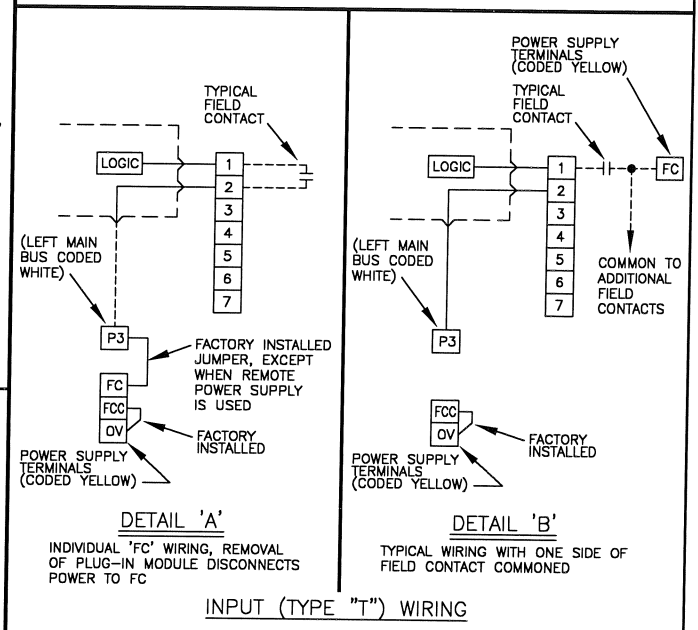 TYPICAL
FIELD
CONTACT
LOGIC
1
2
3
4
5
6
7
(LEFT MAIN
BUS CODED
WHITE)
P3
FACTORY INSTALLED
JUMPER, EXCEPT
WHEN REMOTE
POWER SUPPLY
IS USED
FC
FCC
OV
FACTORY
INSTALLED
POWER SUPPLY
TERMINALS
(CODED YELLOW)
DETAIL 'A'
INDIVIDUAL 'FC' WIRING, REMOVAL
OF PLUG-IN MODULE DISCONNECTS
POWER TO FC
POWER SUPPLY
TERMINALS
(CODED YELLOW)
TYPICAL
FIELD
CONTACT
LOGIC
1
2
3
4
5
6
7
FC
(LEFT MAIN
BUS CODED
WHITE)
COMMON TO
ADDITIONAL
FIELD
CONTACTS
P3
FCC
OV
FACTORY
INSTALLED
POWER SUPPLY
TERMINALS
(CODED YELLOW)
DETAIL 'B'
TYPICAL WIRING WITH ONE SIDE OF
FIELD CONTACT COMMONED
INPUT (TYPE "T") WIRING